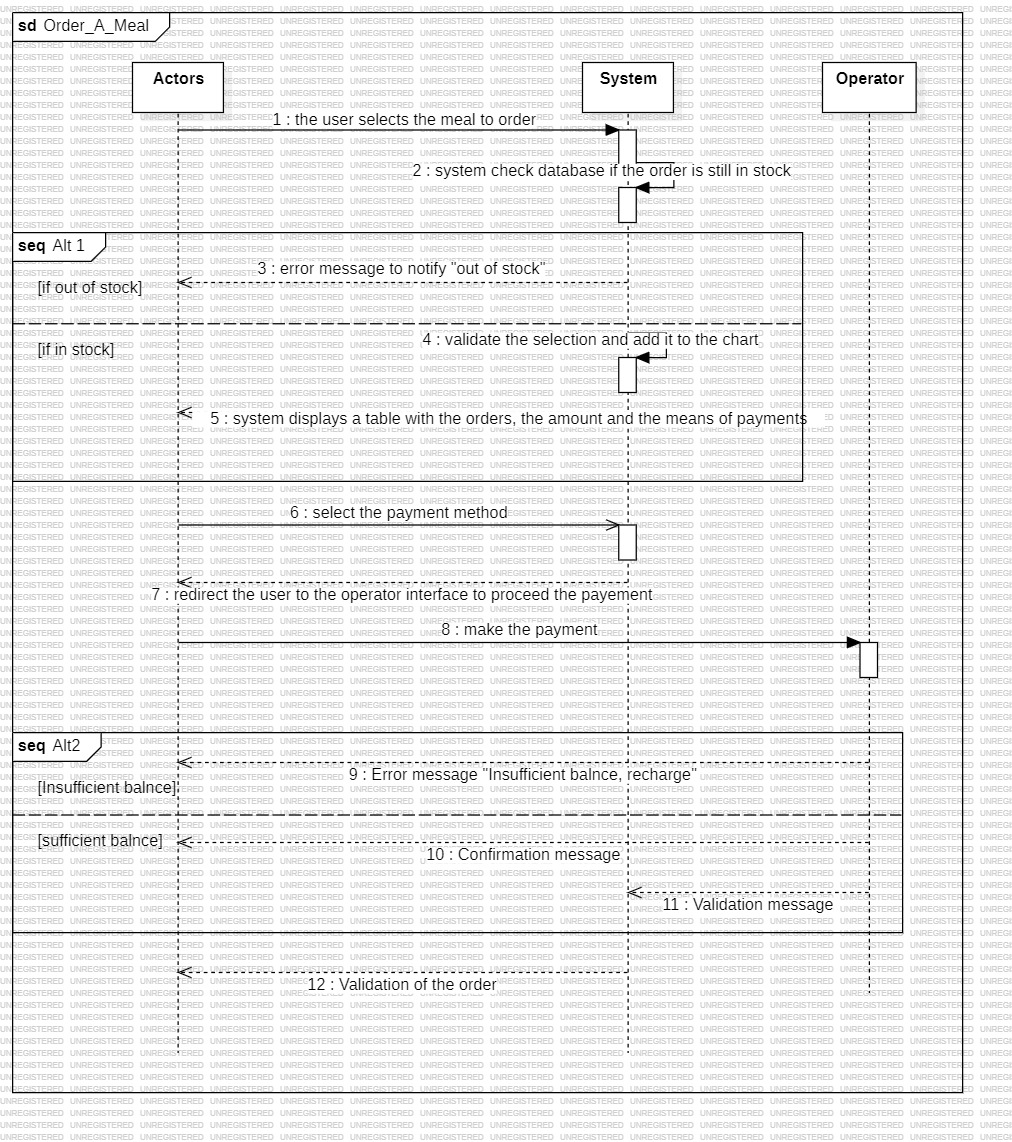 sd Order_A_Meal
Actors
System
Operator
1 : the user selects the meal to order
2 : system check database if the order is still in stock
seq Alt 1
3 : error message to notify "out of stock"
[if out of stock]
4 : validate the selection and add it to the chart
[if in stock]
5 : system displays a table with the orders, the amount and the means of payments
6 : select the payment method
7 : redirect the user to the operator interface to proceed the payement
8 : make the payment
seq Alt2
9 : Error message "Insufficient balnce, recharge"
[Insufficient balnce]
[sufficient balnce]
10 : Confirmation message
11 : Validation message
12 : Validation of the order
UNREGISTERED